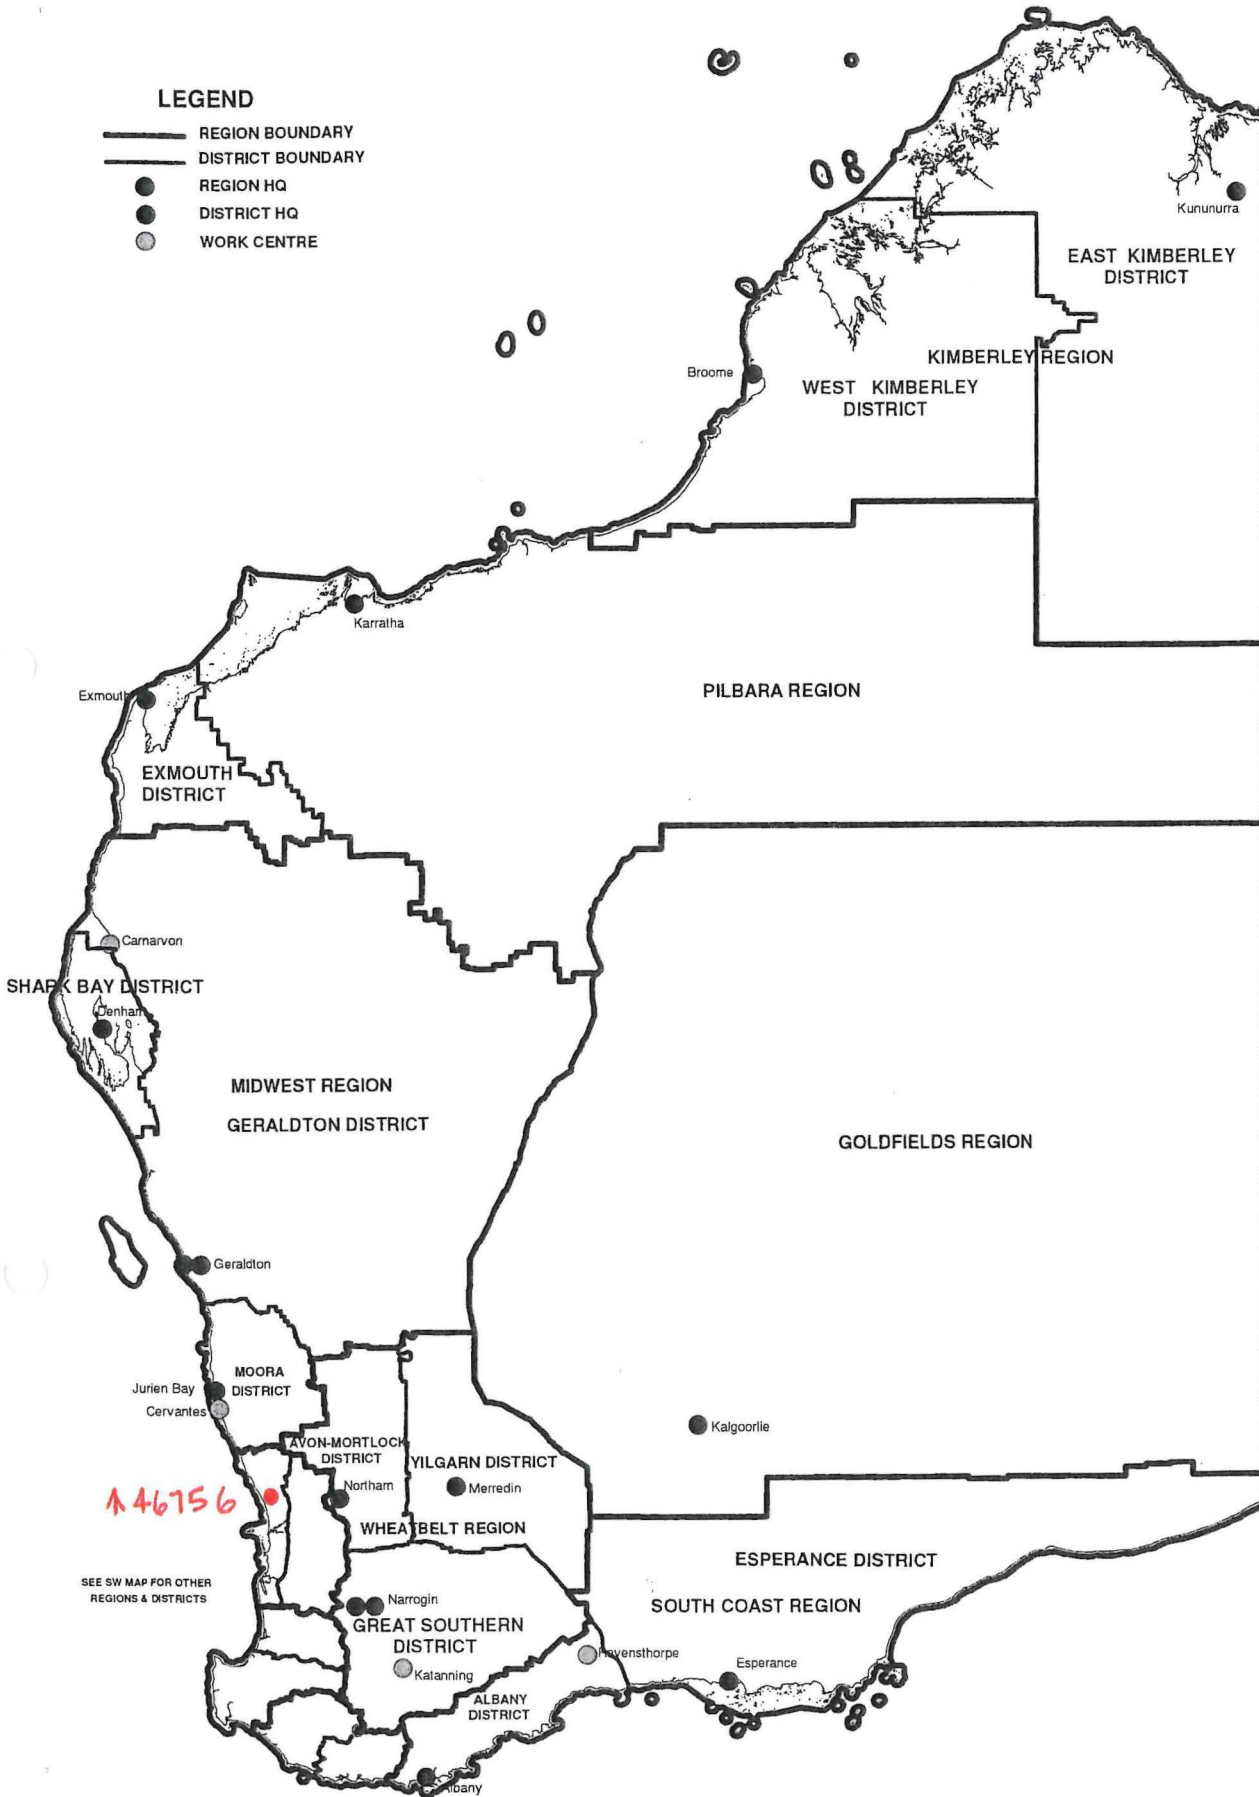 LEGEND
REGION BOUNDARY
DISTRICT BOUNDARY
REGION HQ
DISTRICT HQ
WORK CENTRE
Kununurra
EAST KIMBERLEY
DISTRICT
KIMBERLEY REGION
Broome
WEST KIMBERLEY
DISTRICT
Karratha
Exmouth
PILBARA REGION
EXMOUTH
DISTRICT
Carnarvon
SHARK BAY DISTRICT
Denham
MIDWEST REGION
GERALDTON DISTRICT
GOLDFIELDS REGION
Geraldton
MOORA
DISTRICT
Jurien Bay
Cervantes
Kalgoorlie
AVON-MORTLOCK
DISTRICT
YILGARN DISTRICT
Northam
Merredin
46756
WHEATBELT REGION
ESPERANCE DISTRICT
SEE SW MAP FOR OTHER
REGIONS & DISTRICTS
Narrogin
SOUTH COAST REGION
GREAT SOUTHERN
DISTRICT
Ravensthorpe
Katanning
Esperance
ALBANY
DISTRICT
Albany